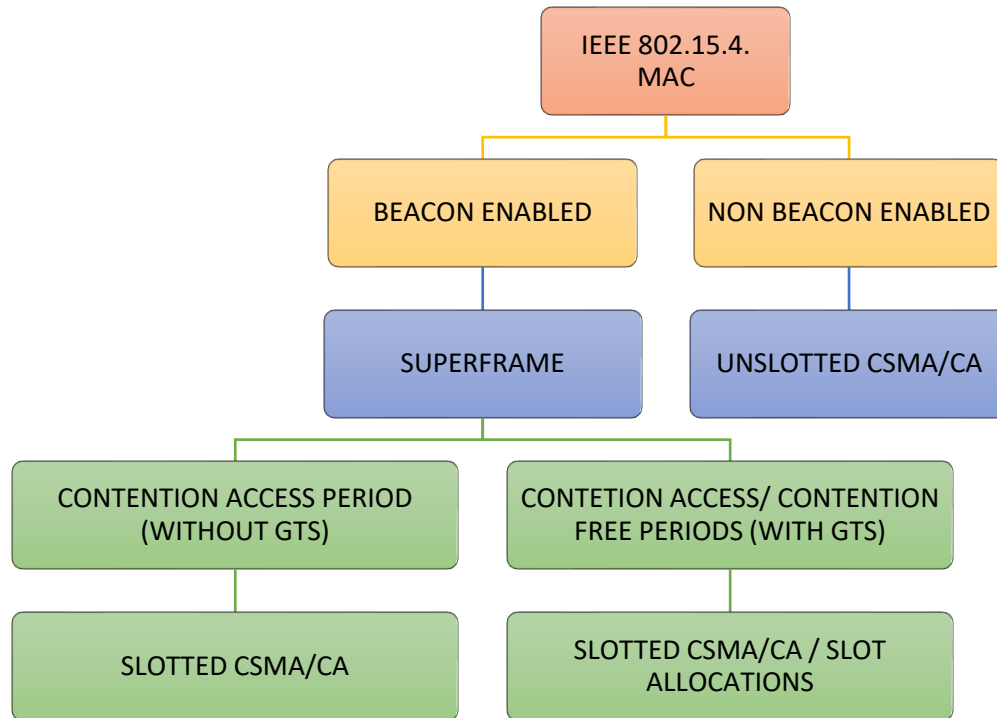 IEEE 802.15.4.
MAC
BEACON ENABLED
NON BEACON ENABLED
SUPERFRAME
UNSLOTTED CSMA/CA
CONTENTION ACCESS PERIOD
(WITHOUT GTS)
CONTETION ACCESS/ CONTENTION
FREE PERIODS (WITH GTS)
SLOTTED CSMA/CA
SLOTTED CSMA/CA / SLOT
ALLOCATIONS